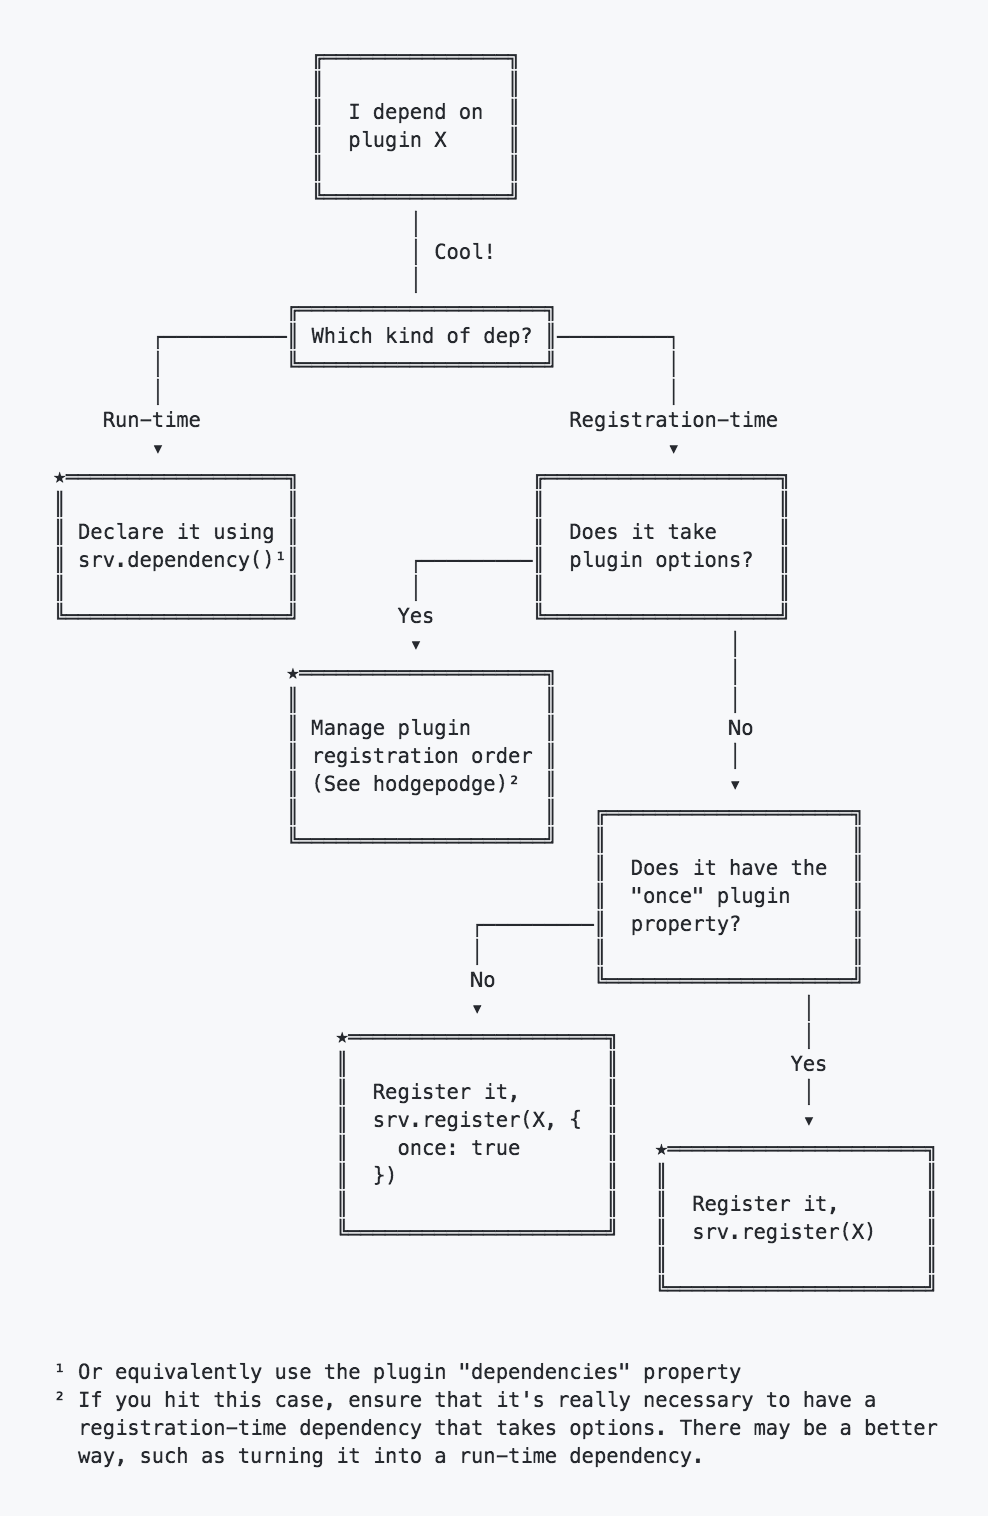 I depend on
plugin X
Cool!
Which kind of dep?
Run-time
Registration-time
Declare it using
srv.dependency()¹
Does it take
plugin options?
Yes
Manage plugin
registration order
(See hodgepodge)²
No
Does it have the
"once" plugin
property?
No
Register it,
srv.register(X, {
  once: true
})
Yes
Register it,
srv.register(X)
¹ Or equivalently use the plugin "dependencies" property
² If you hit this case, ensure that it's really necessary to have a
registration-time dependency that takes options. There may be a better
way, such as turning it into a run-time dependency.